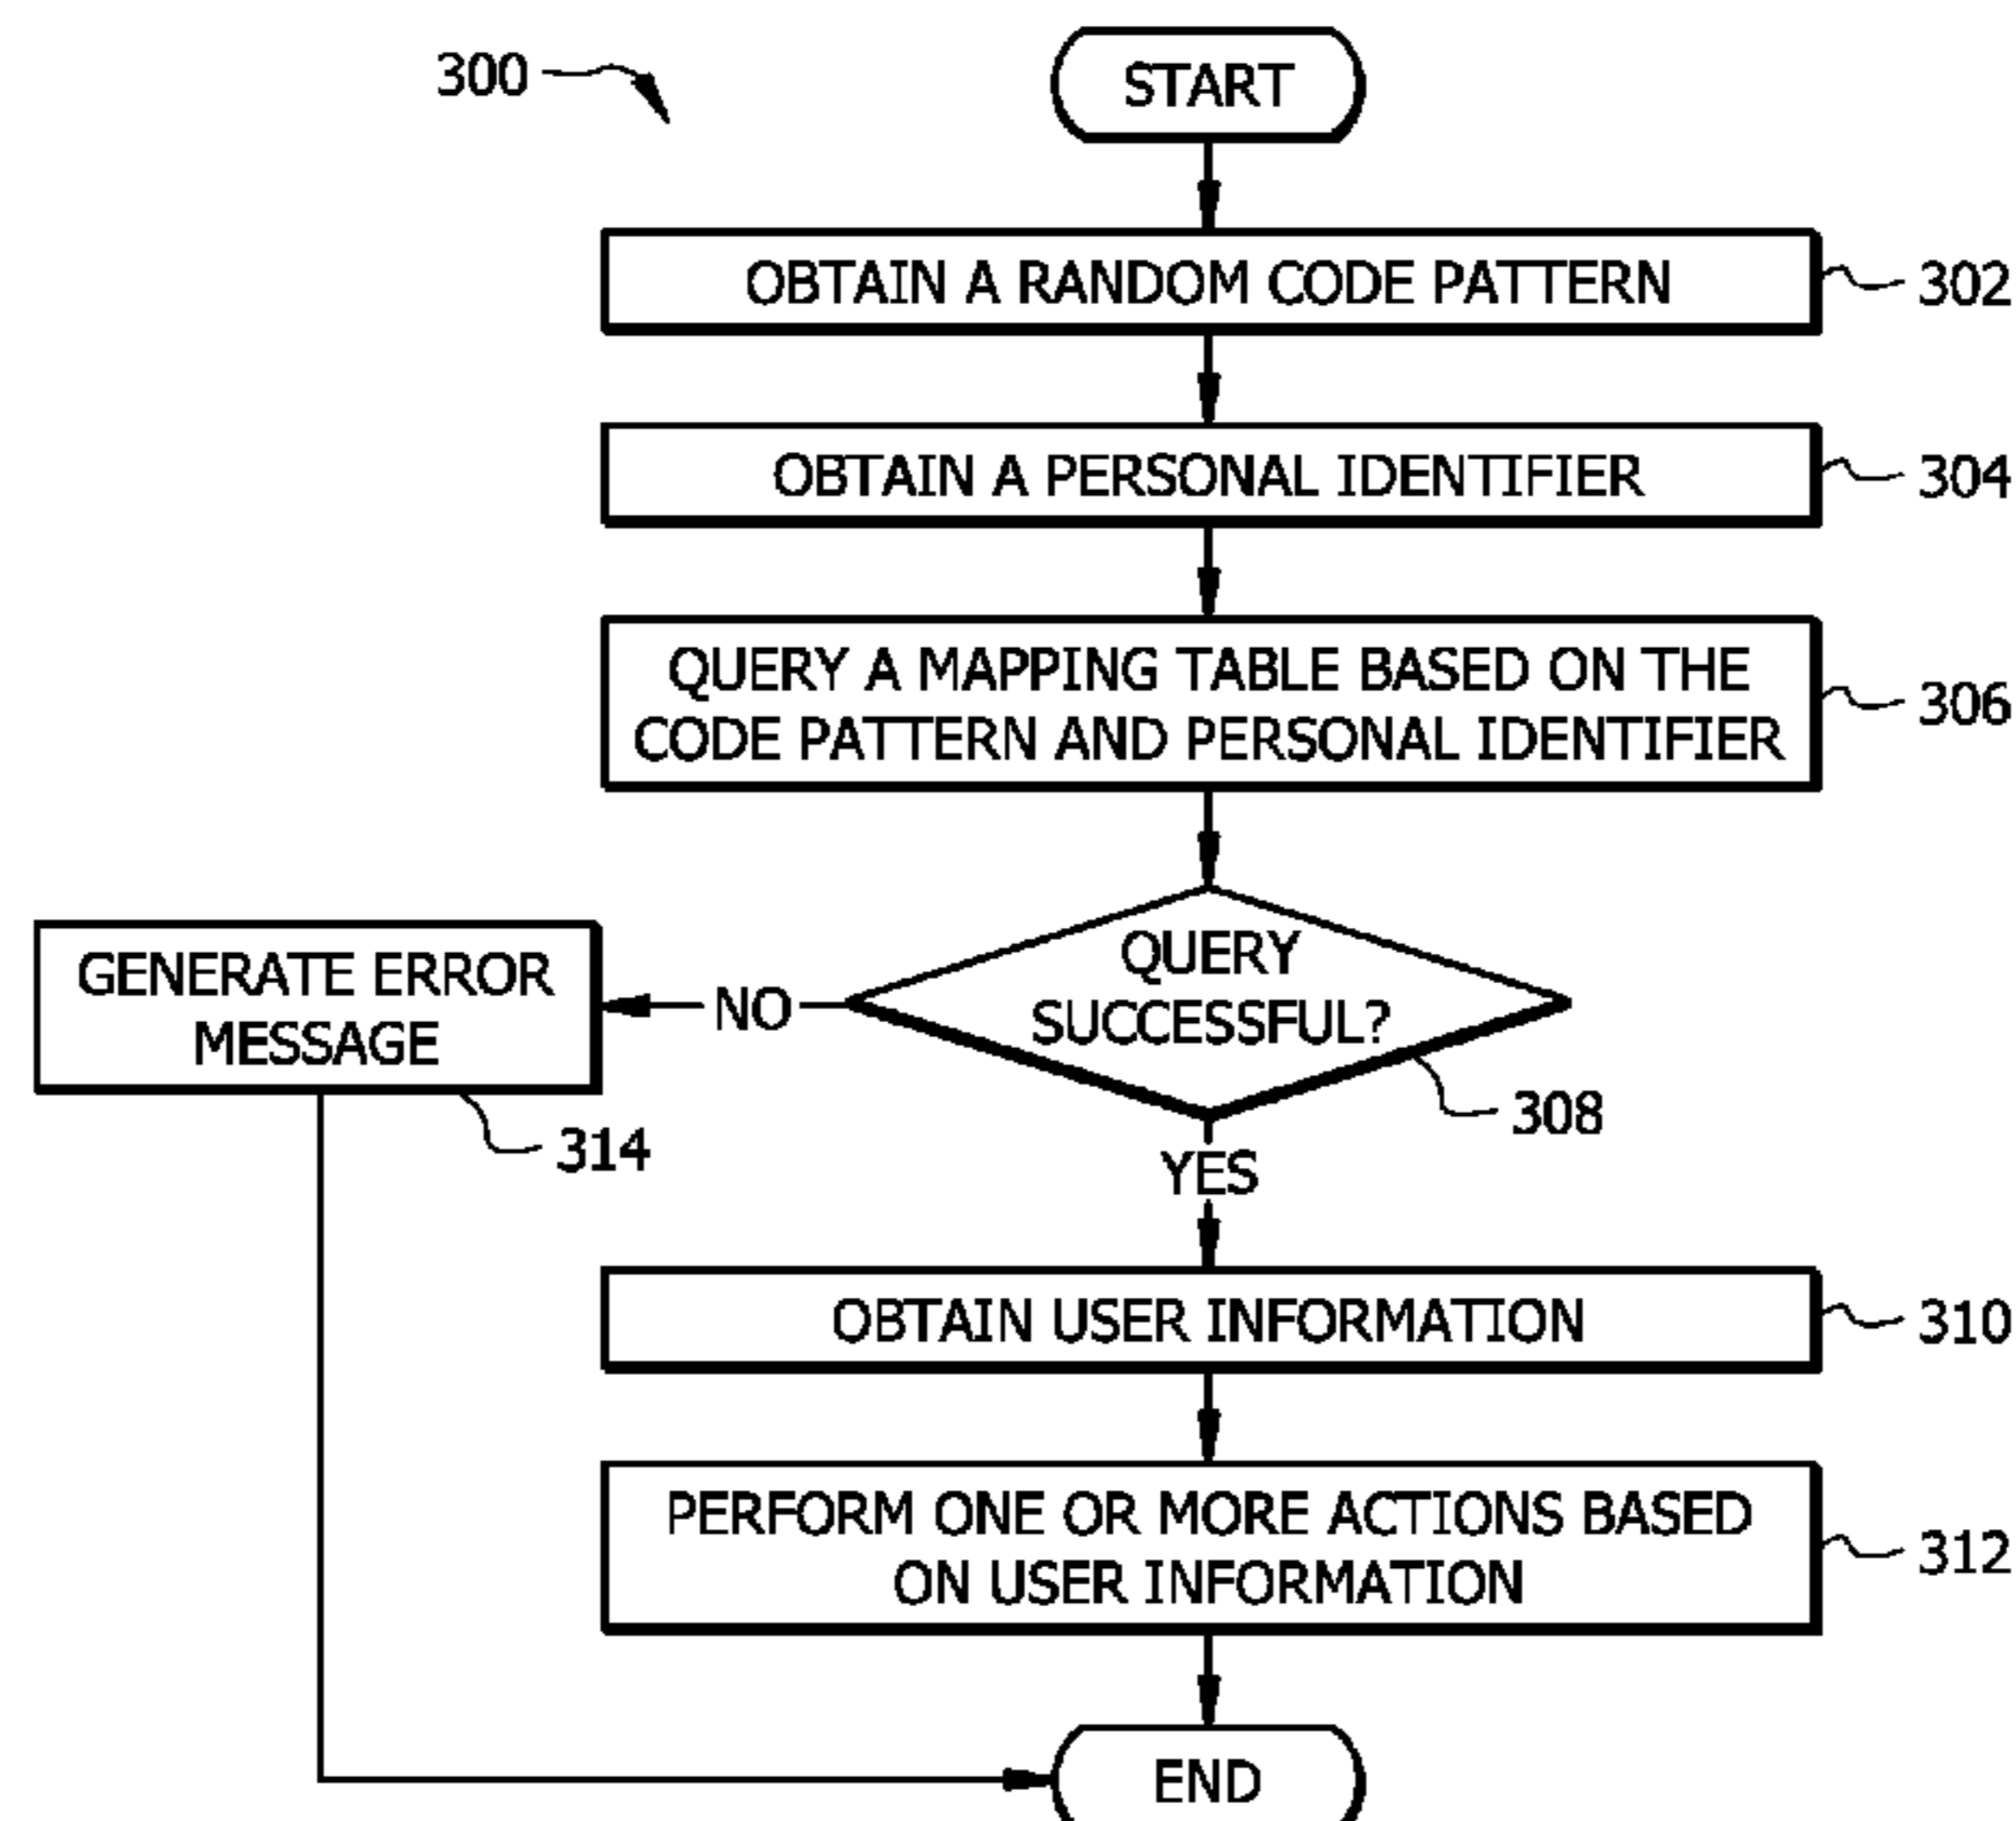 300
START
OBTAIN A RANDOM CODE PATTERN
302
OBTAIN A PERSONAL IDENTIFIER
304
QUERY A MAPPING TABLE BASED ON THE
CODE PATTERN AND PERSONAL IDENTIFIER
306
QUERY
SUCCESSFUL?
308
NO
GENERATE ERROR
MESSAGE
314
YES
OBTAIN USER INFORMATION
310
PERFORM ONE OR MORE ACTIONS BASED
ON USER INFORMATION
312
END